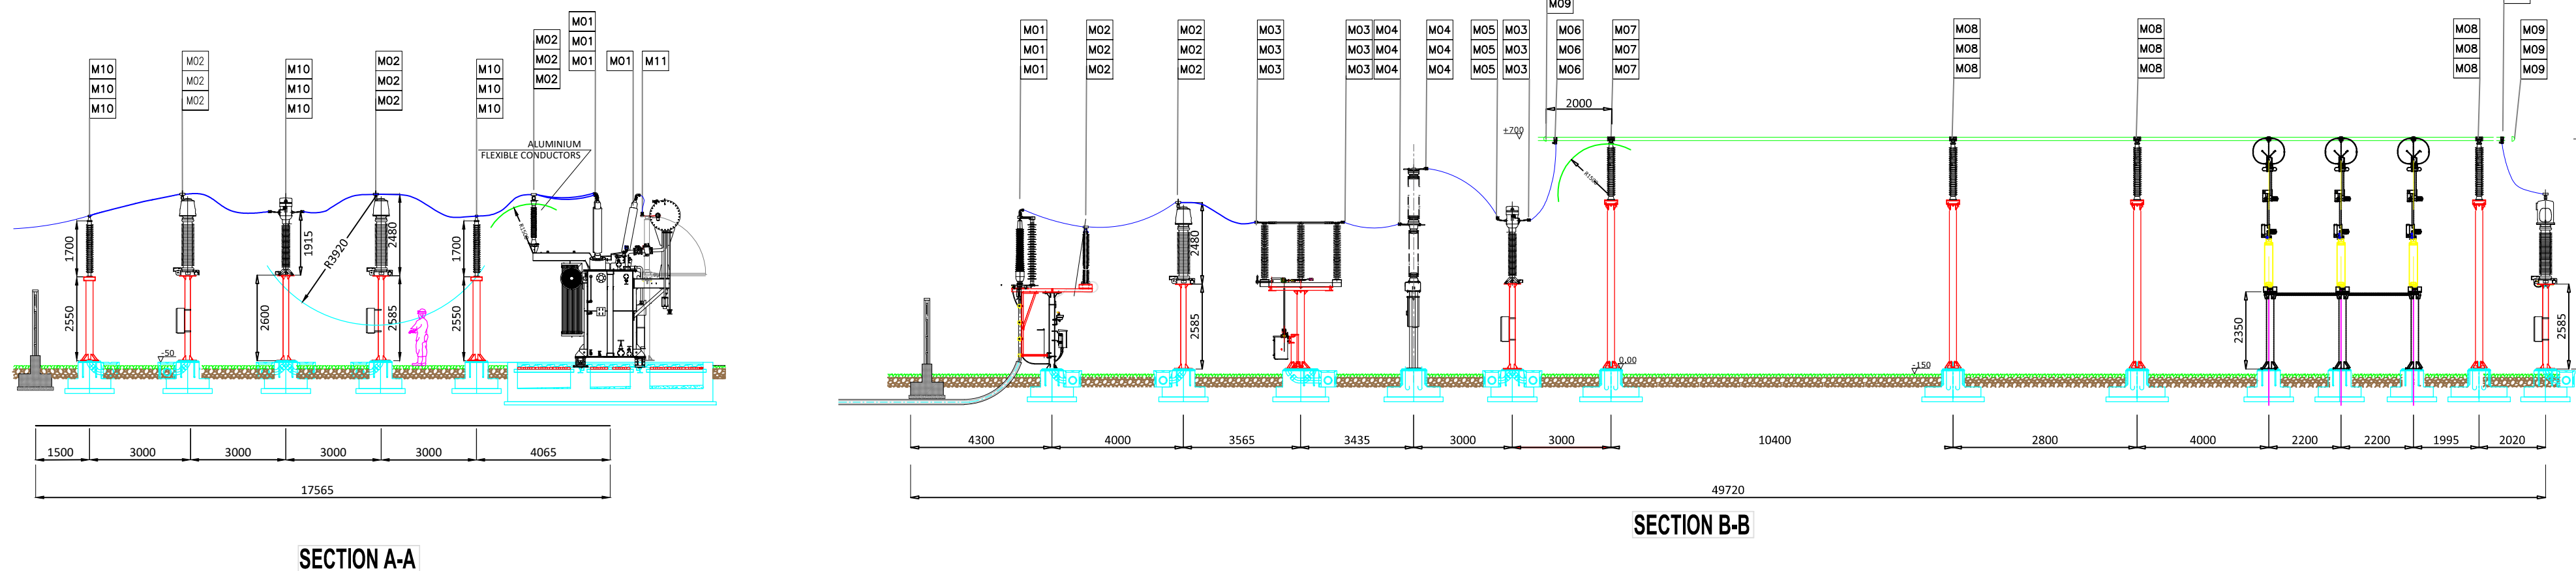 M10
M10
M10
M02
M02
M02
M10
M10
M10
M02
M02
M02
M10
M10
M10
M02
M02
M02
M01
M01
M01
M01
M11
ALUMINIUM
FLEXIBLE CONDUCTORS
R1500
1700
2550
1915
2600
R3920
2480
2585
1700
2550
-50
1500
3000
3000
3000
3000
4065
17565
SECTION A-A
M09
M01
M01
M01
M02
M02
M02
M02
M02
M02
M03
M03
M03
M03 M04
M03 M04
M03 M04
M04
M04
M04
M05 M03
M05 M03
M05 M03
M06
M06
M06
M07
M07
M07
M08
M08
M08
M08
M08
M08
M08
M08
M08
M09
M09
M09
2000
±700
R1500
2480
2585
0.00
-150
2350
2585
4300
4000
3565
3435
3000
3000
10400
2800
4000
2200
2200
1995
2020
49720
SECTION B-B